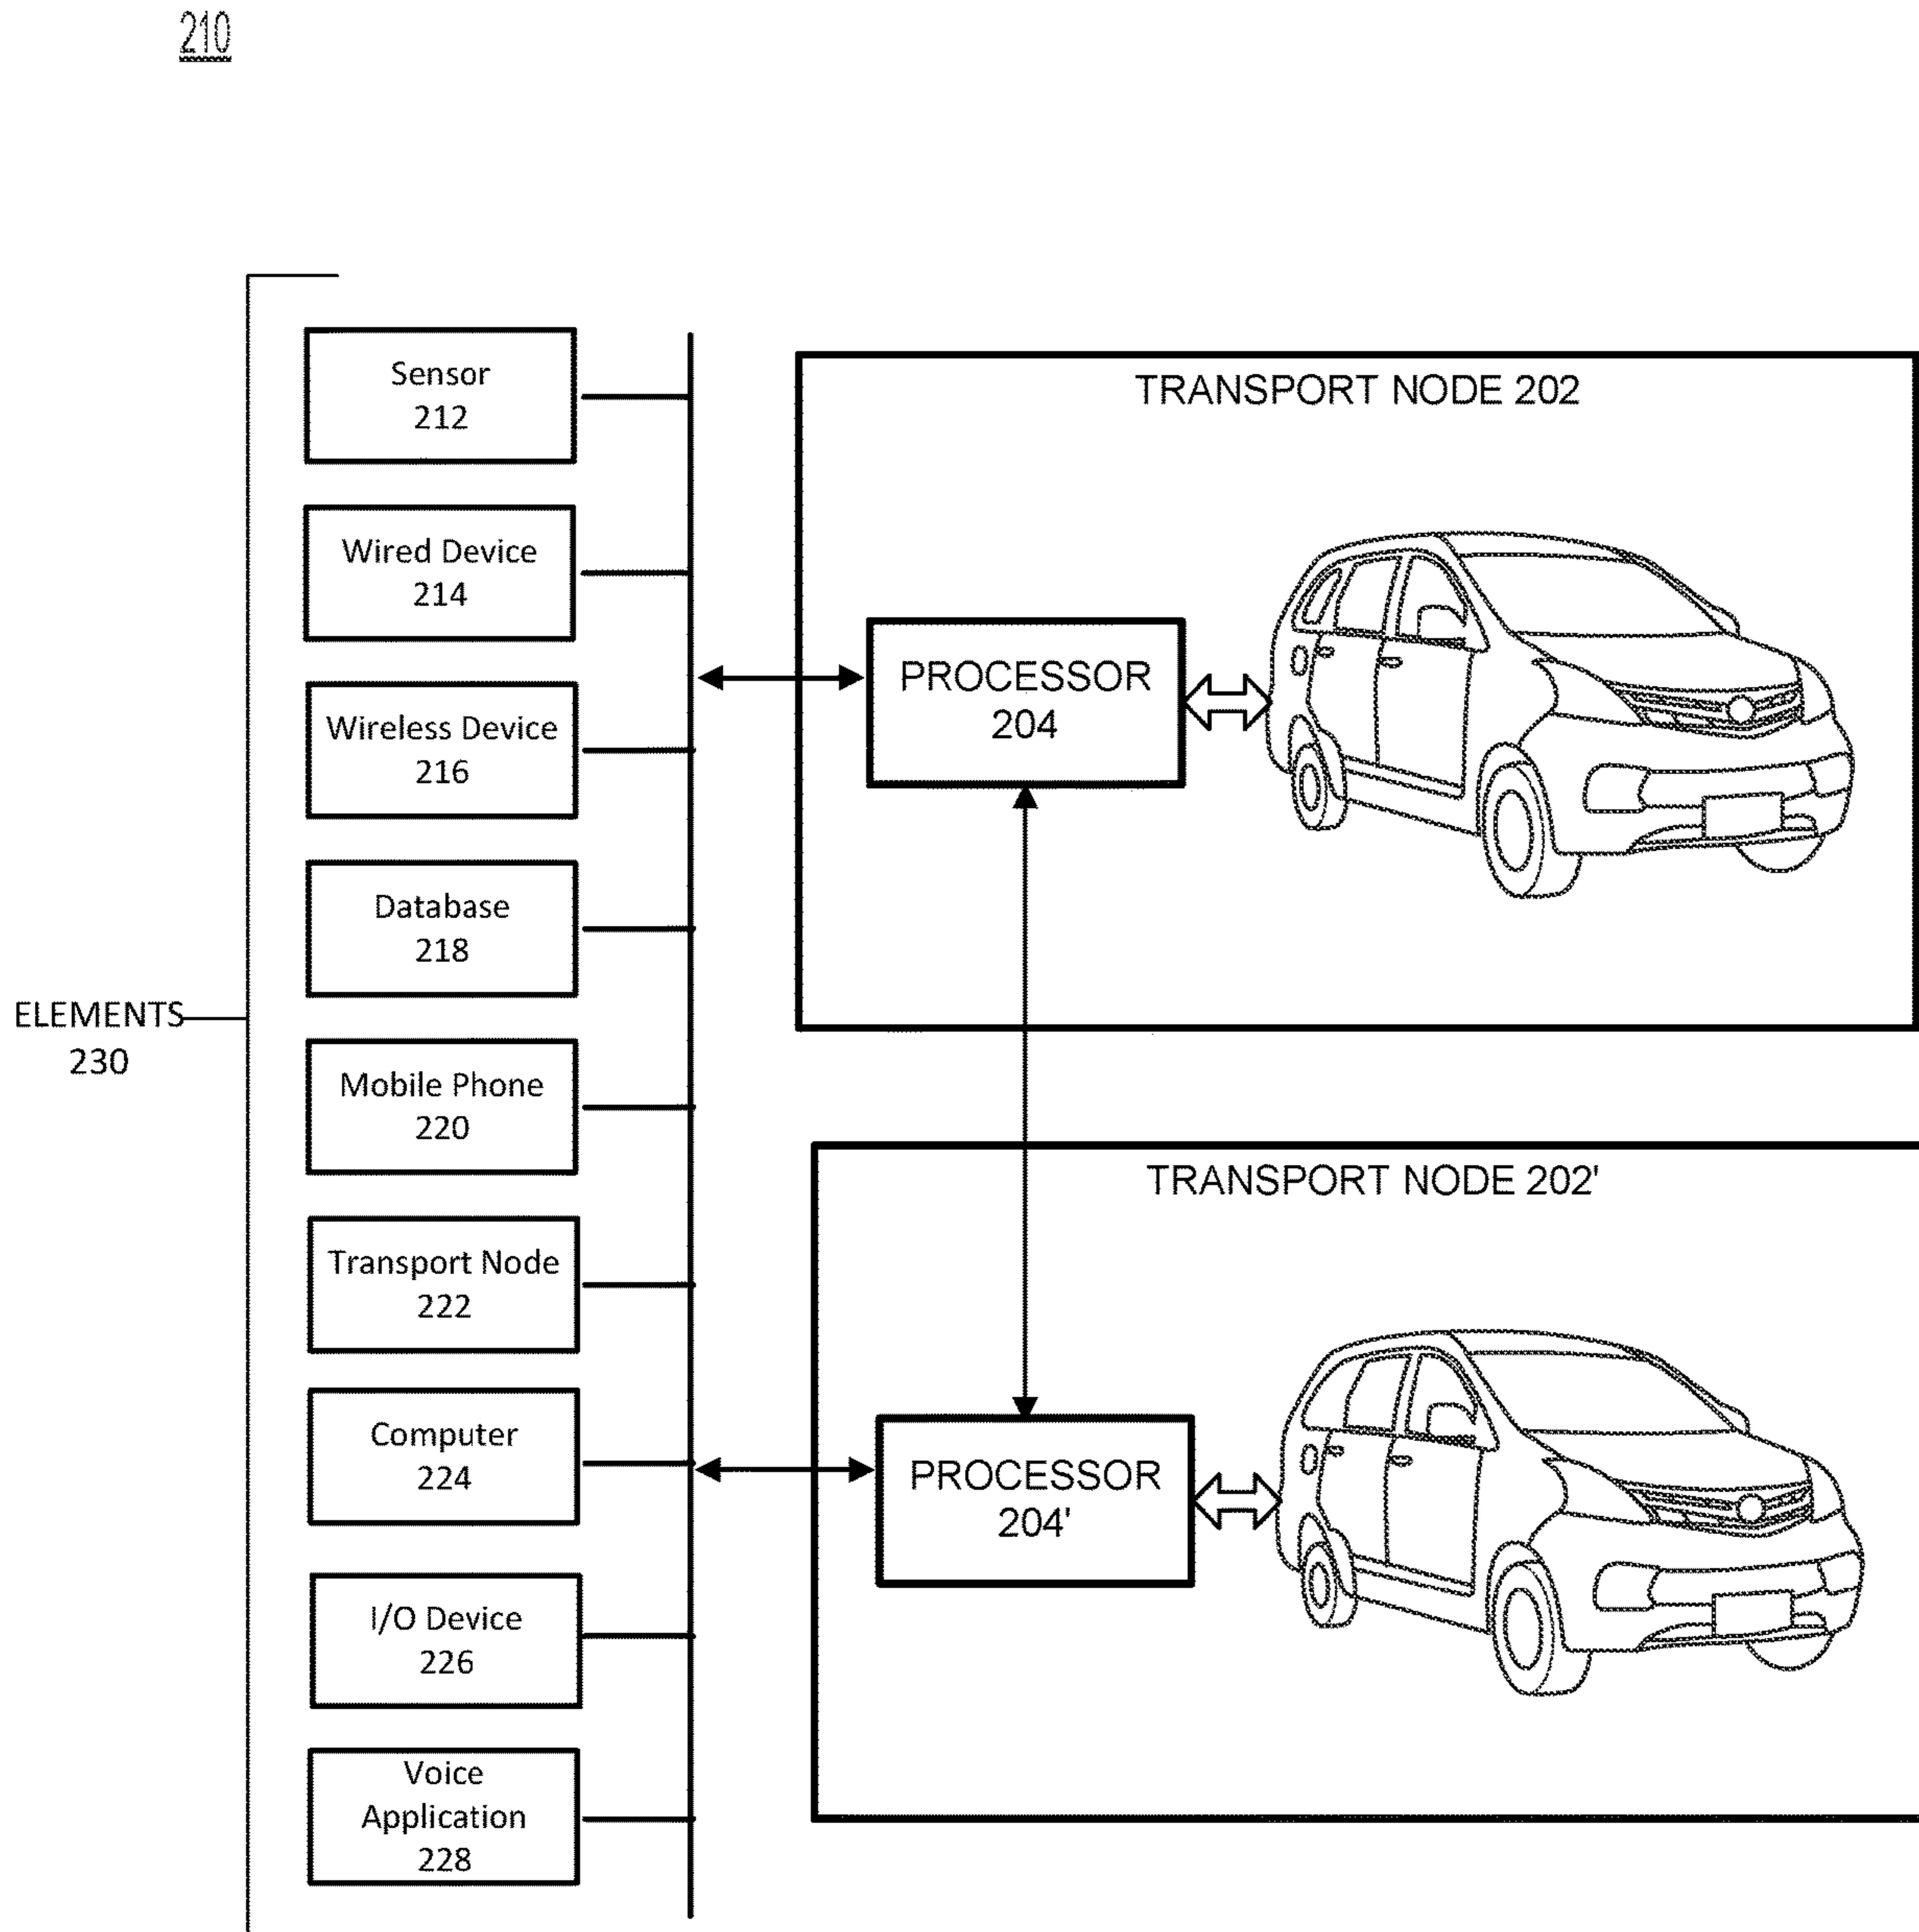 210
Sensor
212
Wired Device
214
Wireless Device
216
Database
218
ELEMENTS
230
Mobile Phone
220
Transport Node
222
Computer
224
I/O Device
226
Voice
Application
228
TRANSPORT NODE 202
PROCESSOR
204
TRANSPORT NODE 202'
PROCESSOR
204'